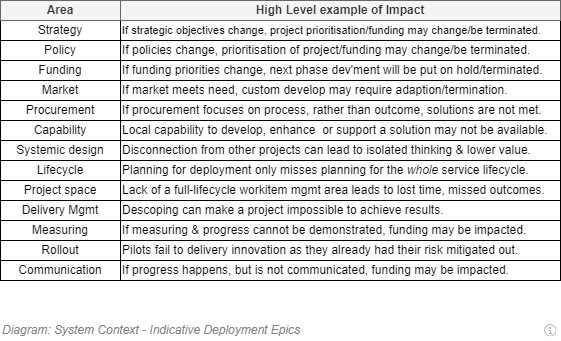 Area High Level example of Impact
Strategy If strategic objectives change, project prioritisation/funding may change/be terminated.
Policy If policies change, prioritisation of project/funding may change/be terminated.
Funding If funding priorities change, next phase dev'ment will be put on hold/terminated.
Market If market meets need, custom develop may require adaption/termination.
Procurement If procurement focuses on process, rather than outcome, solutions are not met.
Capability Local capability to develop, enhance or support a solution may not be available.
Systemic design Disconnection from other projects can lead to isolated thinking & lower value.
Lifecycle Planning for deployment only misses planning for the whole service lifecycle.
Project space Lack of a full-lifecycle workitem mgmt area leads to lost time, missed outcomes.
Delivery Mgmt Descoping can make a project impossible to achieve results.
Measuring If measuring & progress cannot be demonstrated, funding may be impacted.
Rollout Pilots fail to delivery innovation as they already had their risk mitigated out.
Communication If progress happens, but is not communicated, funding may be impacted.
Diagram: System Context - Indicative Deployment Epics